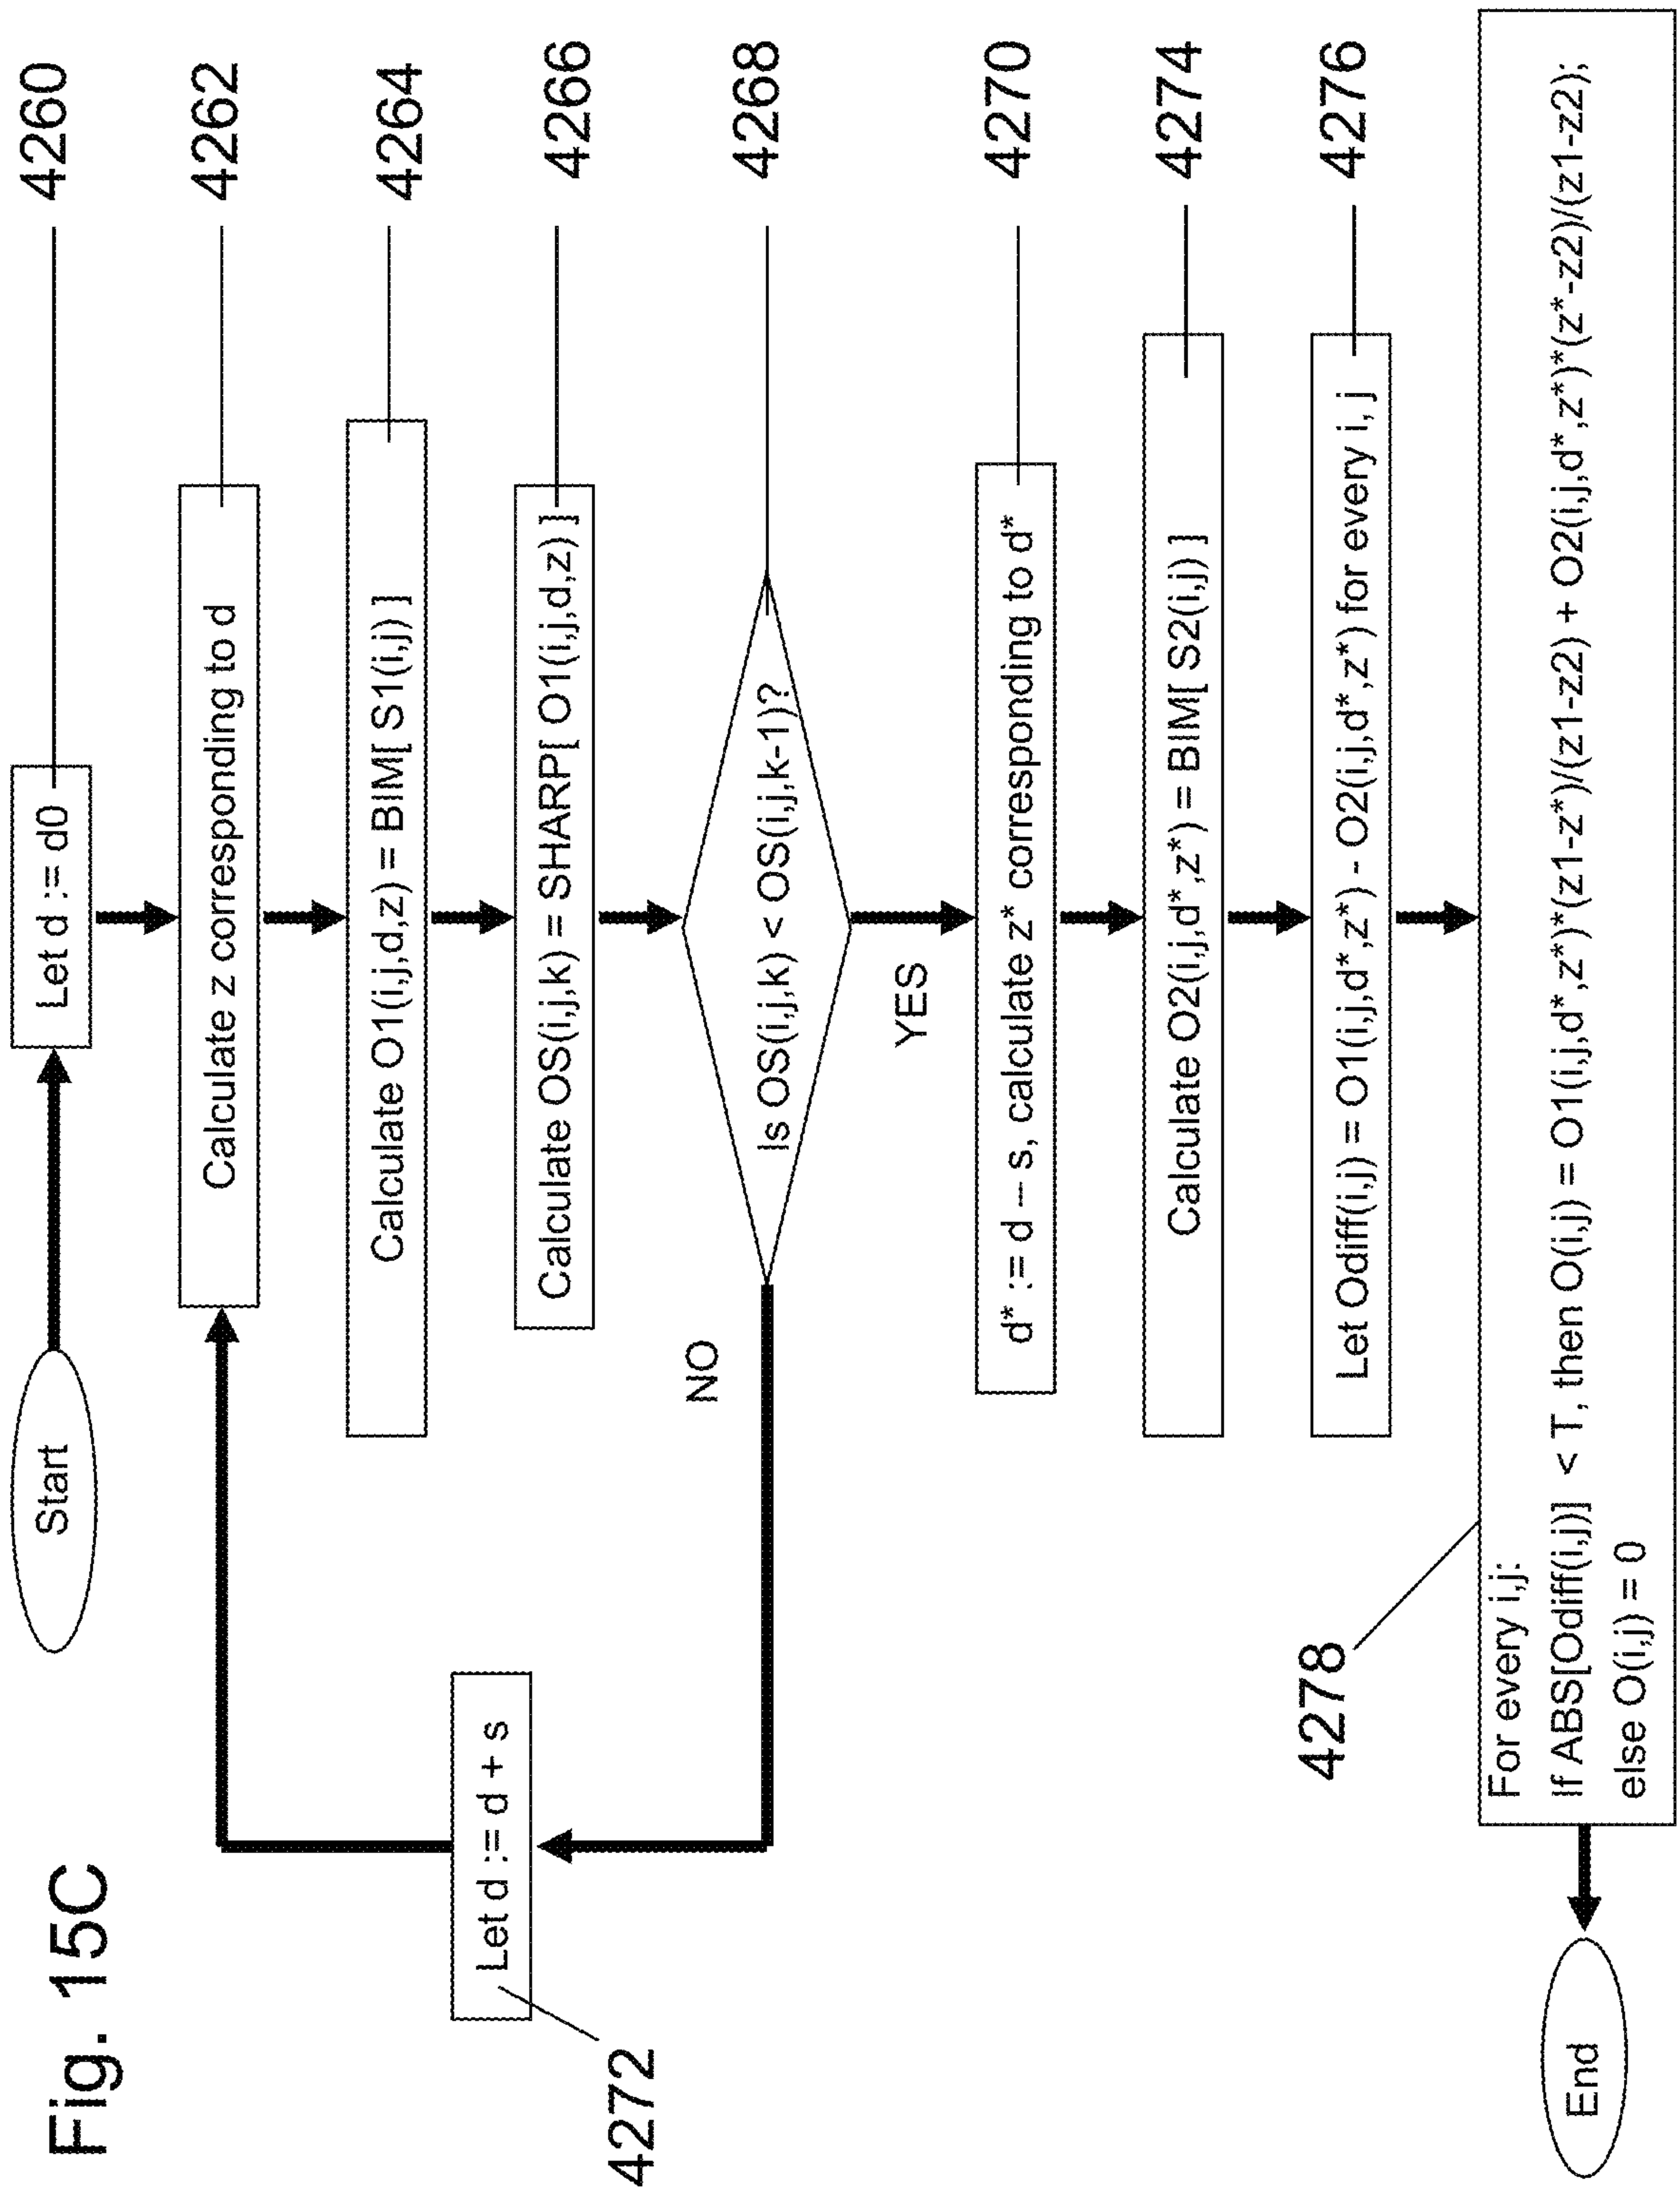 Fig. 15C
Start
Let d := d0
4260
Calculate z corresponding to d
4262
Calculate O1(i,j,d,z) = BIM[ S1(i,j) ]
4264
Calculate OS(i,j,k) = SHARP[ O1(i,j,d,z) ]
4266
Is OS(i,j,k) < OS(i,j,k-1)?
4268
NO
YES
Let d := d + s
4272
d* := d -- s, calculate z* corresponding to d*
4270
Calculate O2(i,j,d*,z*) = BIM[ S2(i,j) ]
4274
Let Odiff(i,j) = O1(i,j,d*,z*) - O2(i,j,d*,z*) for every i, j
4276
4278
For every i,j:
If ABS[Odiff(i,j)] < T, then O(i,j) = O1(i,j,d*,z*)*(z1-z*)/(z1-z2) + O2(i,j,d*,z*)*(z*-z2)/(z1-z2);
else O(i,j) = 0
End